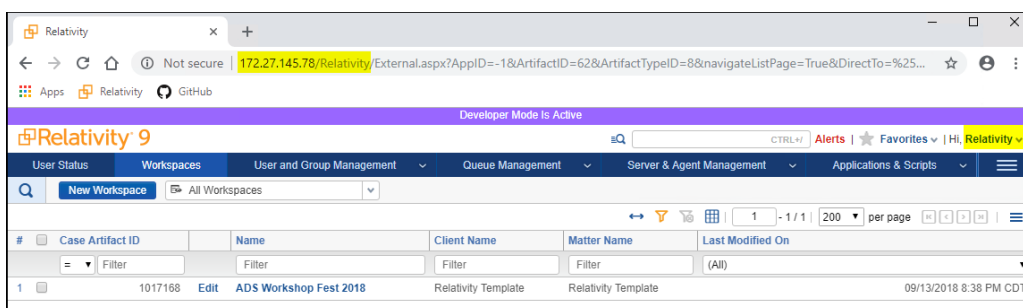 Relativity
Not secure | 172.27.145.78/Relativity/External.aspx?AppID=-1&ArtifactID=62&ArtifactTypeID=8&navigateListPage=True&DirectTo=%25...
Apps Relativity GitHub
Developer Mode Is Active
Relativity 9 CTRL+/ Alerts | Favorites | Hi, Relativity
User Status Workspaces User and Group Management Queue Management Server & Agent Management Applications & Scripts
New Workspace All Workspaces
1 - 1 / 1 | 200 per page
# Case Artifact ID Name Client Name Matter Name Last Modified On
= Filter Filter Filter Filter (All)
1 1017168 Edit ADS Workshop Fest 2018 Relativity Template Relativity Template 09/13/2018 8:38 PM CDT